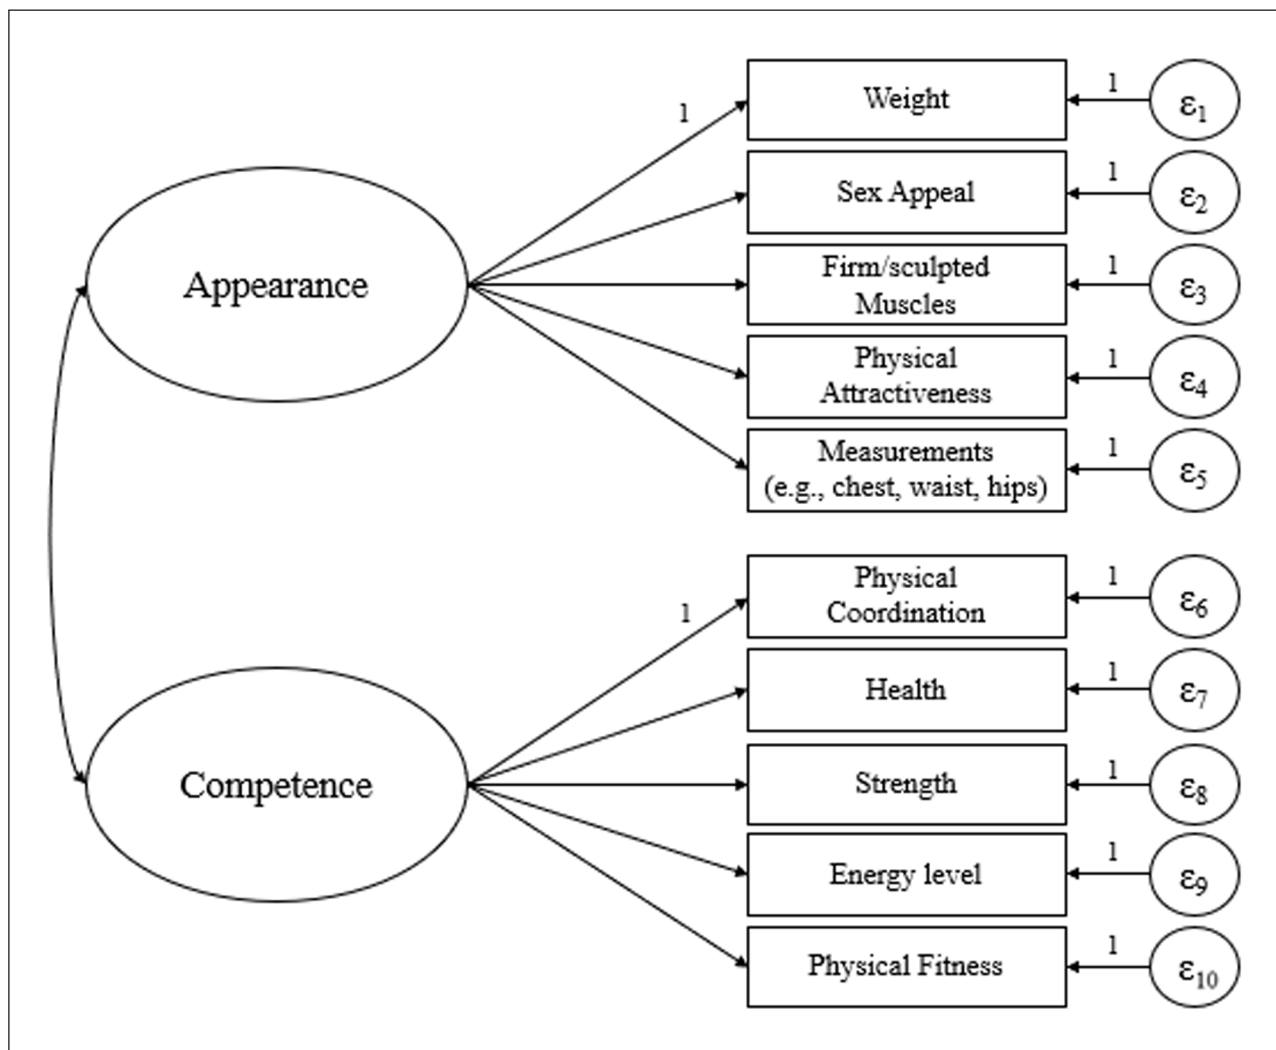 Appearance
1
Weight
1
ε1
Sex Appeal
1
ε2
Firm/sculpted
Muscles
1
ε3
Physical
Attractiveness
1
ε4
Measurements
(e.g., chest, waist, hips)
1
ε5
Competence
1
Physical
Coordination
1
ε6
Health
1
ε7
Strength
1
ε8
Energy level
1
ε9
Physical Fitness
1
ε10